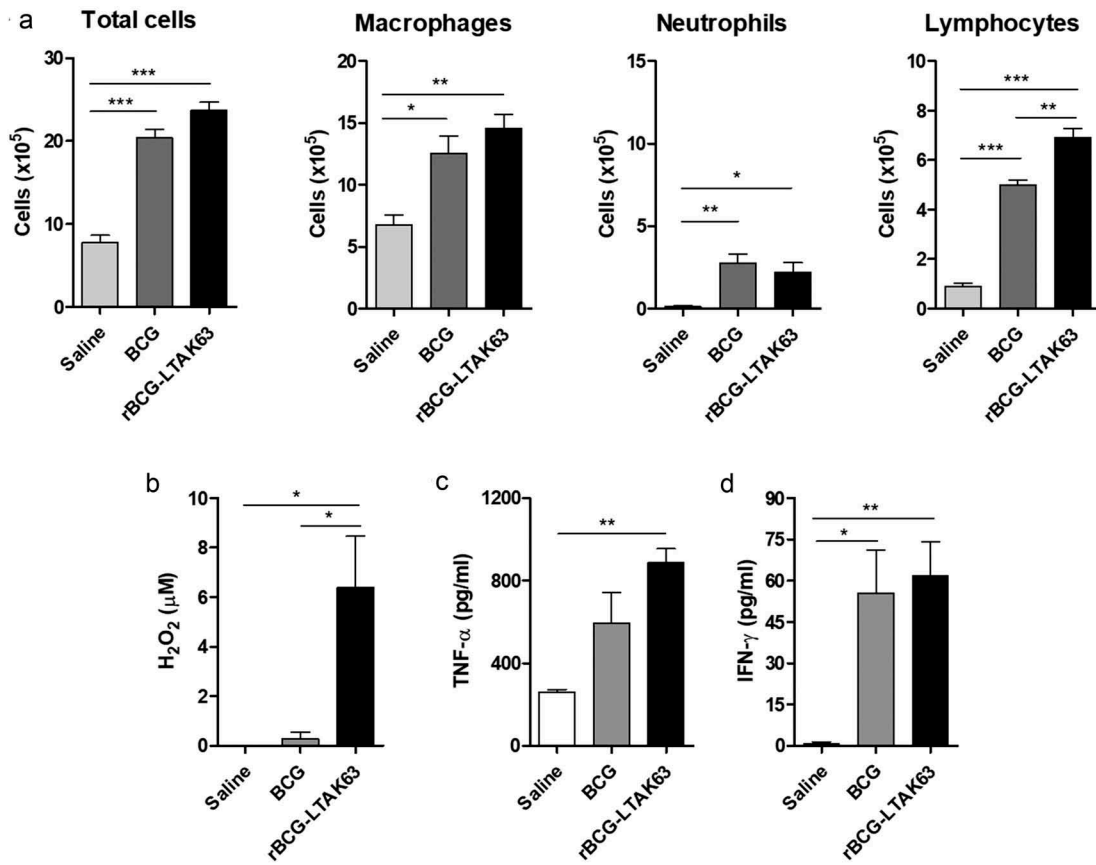 a
Total cells
Macrophages
Neutrophils
Lymphocytes
Cells (x10⁵)
30
20
10
0
***
***
Saline
BCG
rBCG-LTAK63
Cells (x10⁵)
20
15
10
5
0
**
*
Saline
BCG
rBCG-LTAK63
Cells (x10⁵)
15
10
5
0
*
**
Saline
BCG
rBCG-LTAK63
Cells (x10⁵)
10
8
6
4
2
0
***
**
***
Saline
BCG
rBCG-LTAK63
b
H₂O₂ (μM)
10
8
6
4
2
0
*
*
Saline
BCG
rBCG-LTAK63
c
TNF-α (pg/ml)
1200
800
400
0
**
Saline
BCG
rBCG-LTAK63
d
IFN-γ (pg/ml)
90
75
60
45
30
15
0
**
*
Saline
BCG
rBCG-LTAK63